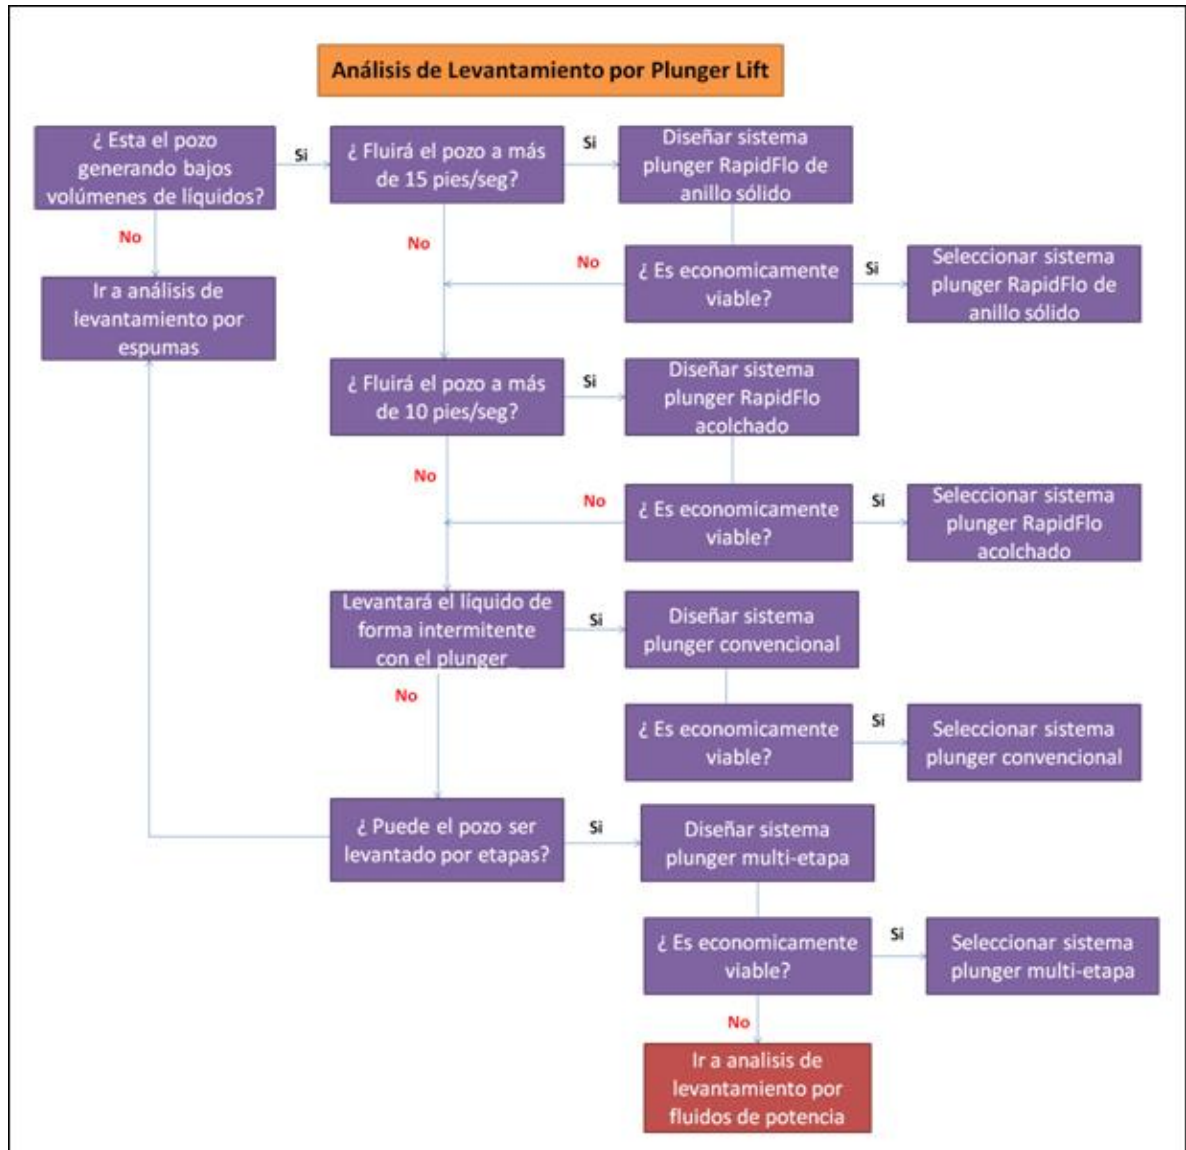 Análisis de Levantamiento por Plunger Lift
¿ Esta el pozo
generando bajos
volúmenes de líquidos?
Si
¿ Fluirá el pozo a más
de 15 pies/seg?
Si
Diseñar sistema
plunger RapidFlo de
anillo sólido
No
No
No
¿ Es economicamente
viable?
Si
Seleccionar sistema
plunger RapidFlo de
anillo sólido
Ir a análisis de
levantamiento por
espumas
¿ Fluirá el pozo a más
de 10 pies/seg?
Si
Diseñar sistema
plunger RapidFlo
acolchado
No
No
¿ Es economicamente
viable?
Si
Seleccionar sistema
plunger RapidFlo
acolchado
Levantará el líquido de
forma intermitente
con el plunger_
Si
Diseñar sistema
plunger convencional
No
¿ Es economicamente
viable?
Si
Seleccionar sistema
plunger convencional
¿ Puede el pozo ser
levantado por etapas?
Si
Diseñar sistema
plunger multi-etapa
¿ Es economicamente
viable?
Si
Seleccionar sistema
plunger multi-etapa
No
Ir a analisis de
levantamiento por
fluidos de potencia